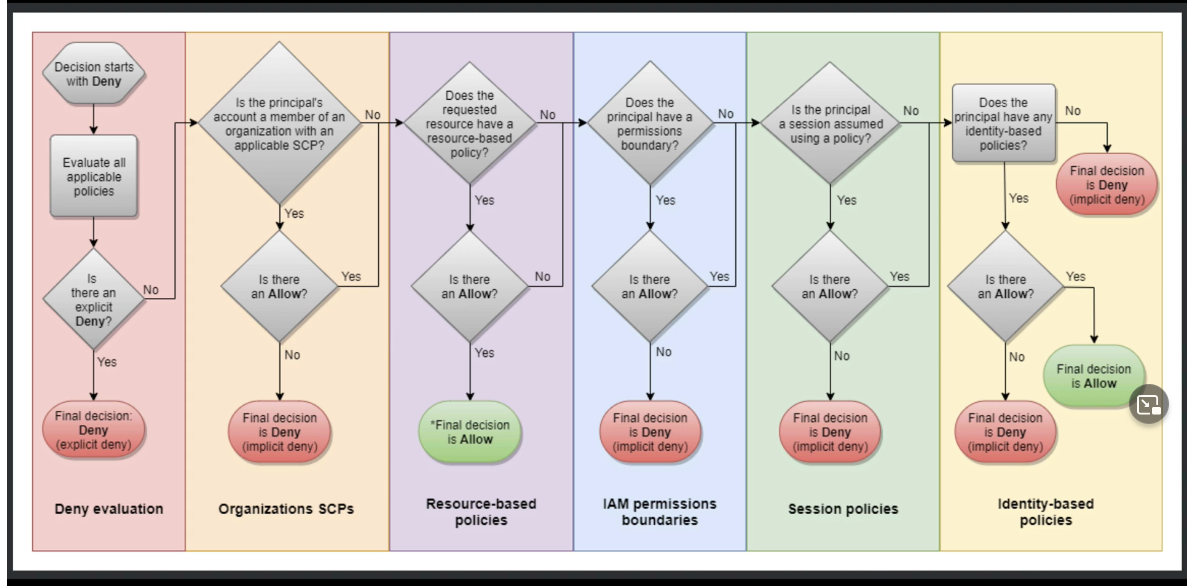 Decision starts
with Deny
Evaluate all
applicable
policies
Is
there an
explicit
Deny?
No
Yes
Final decision:
Deny
(explicit deny)
Deny evaluation
Is the principal's
account a member of an
organization with an
applicable SCP?
No
Yes
Is there
an Allow?
Yes
No
Final decision
is Deny
(implicit deny)
Organizations SCPs
Does the
requested
resource have a
resource-based
policy?
No
Yes
Is there
an Allow?
No
Yes
*Final decision
is Allow
Resource-based
policies
Does the
principal have a
permissions
boundary?
No
Yes
Is there
an Allow?
Yes
No
Final decision
is Deny
(implicit deny)
IAM permissions
boundaries
Is the principal
a session assumed
using a policy?
No
Yes
Is there
an Allow?
Yes
No
Final decision
is Deny
(implicit deny)
Session policies
Does the
principal have any
identity-based
policies?
No
Final decision
is Deny
(implicit deny)
Yes
Is there
an Allow?
Yes
Final decision
is Allow
No
Final decision
is Deny
(implicit deny)
Identity-based
policies